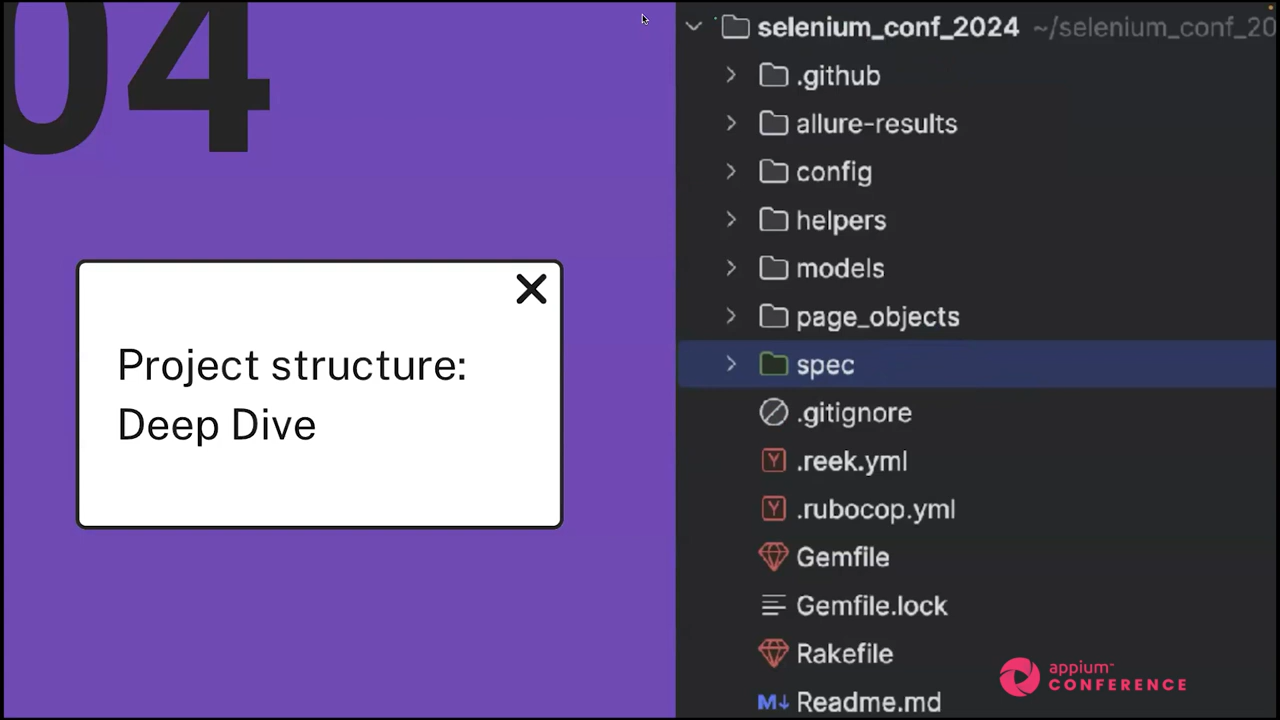 04
Project structure:
Deep Dive
selenium_conf_2024 ~/selenium_conf_20
.github
allure-results
config
helpers
models
page_objects
spec
.gitignore
.reek.yml
.rubocop.yml
Gemfile
Gemfile.lock
Rakefile
M↓ Readme.md
appium
CONFERENCE